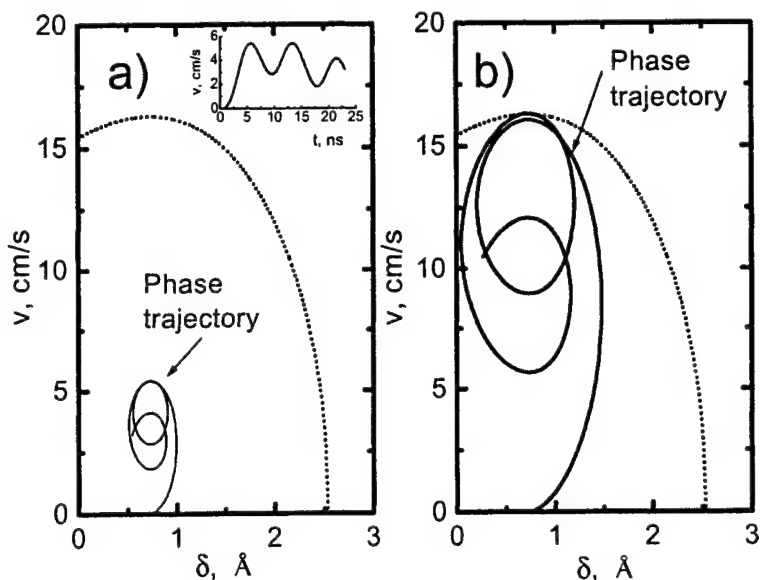 a)
20
15
10
5
0
v, cm/s
6
4
2
0
v, cm/s
0 5 10 15 20 25
t, ns
Phase
trajectory
0 1 2 3
δ, Å
b)
20
15
10
5
0
v, cm/s
Phase
trajectory
0 1 2 3
δ, Å